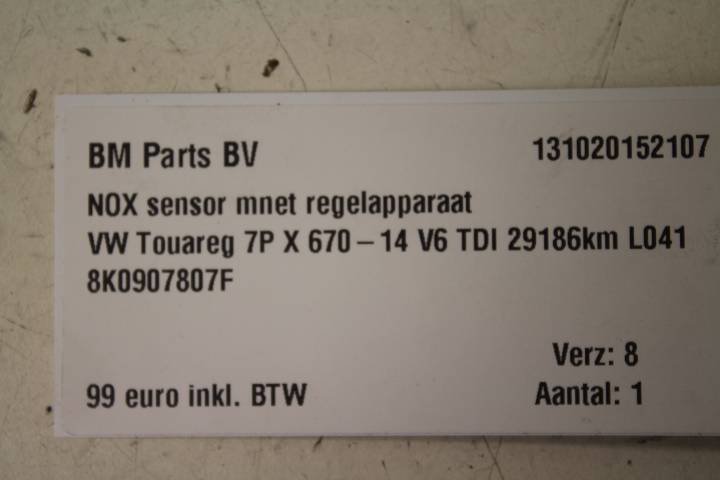 BM Parts BV 131020152107
NOX sensor mnet regelapparaat
VW Touareg 7P X 670 – 14 V6 TDI 29186km L041
8K0907807F
Verz: 8
99 euro inkl. BTW Aantal: 1